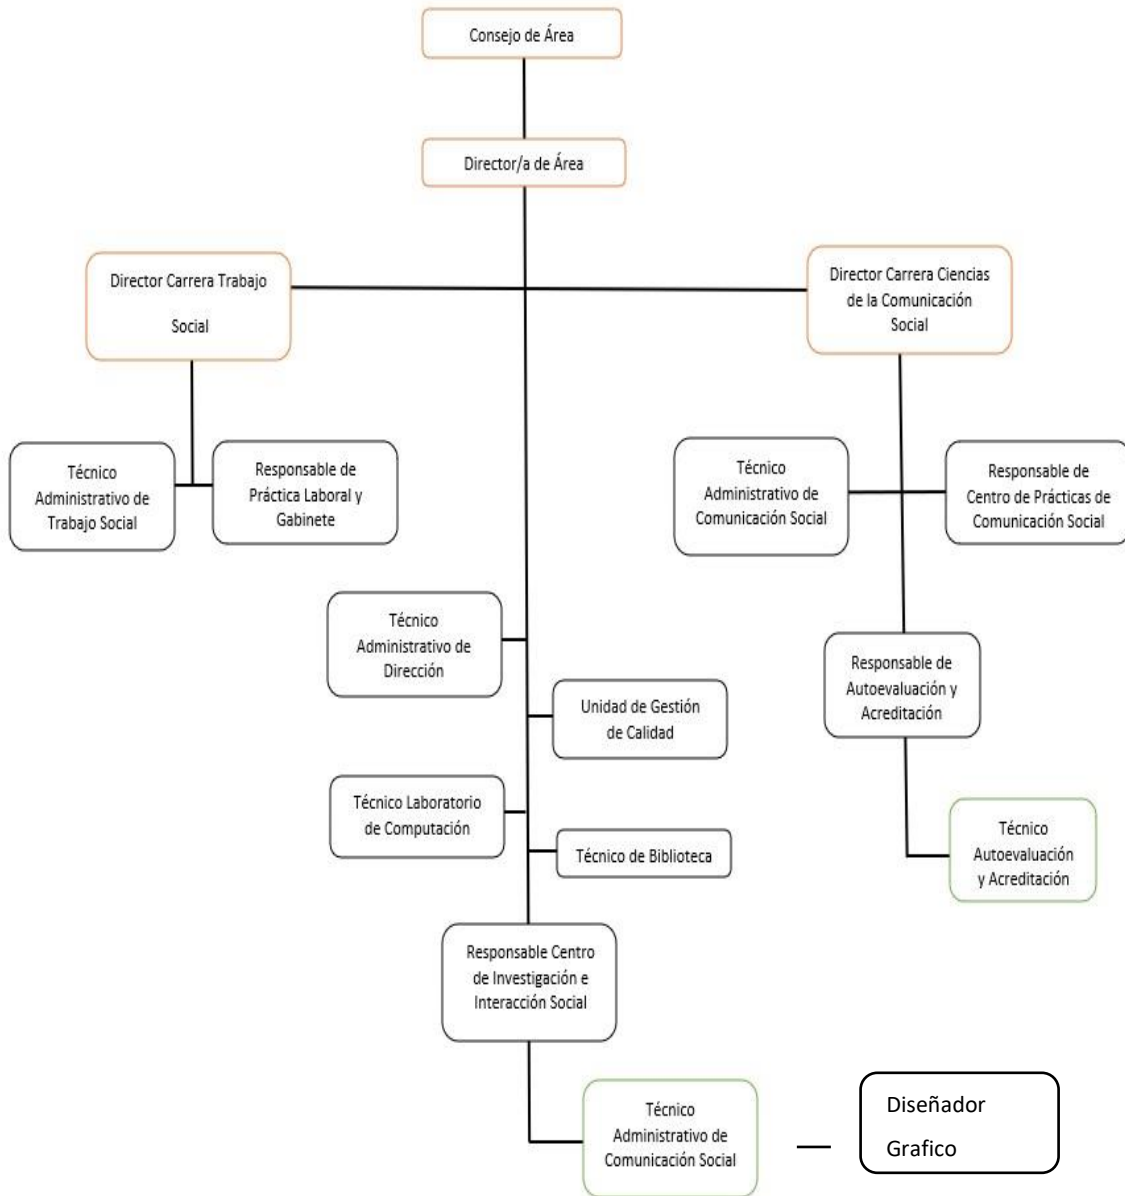 Consejo de Área
Director/a de Área
Director Carrera Trabajo
Social
Director Carrera Ciencias
de la Comunicación
Social
Técnico
Administrativo de
Trabajo Social
Responsable de
Práctica Laboral y
Gabinete
Técnico
Administrativo de
Comunicación Social
Responsable de
Centro de Prácticas de
Comunicación Social
Técnico
Administrativo de
Dirección
Responsable de
Autoevaluación y
Acreditación
Unidad de Gestión
de Calidad
Técnico Laboratorio
de Computación
Técnico de Biblioteca
Técnico
Autoevaluación
y Acreditación
Responsable Centro
de Investigación e
Interacción Social
Técnico
Administrativo de
Comunicación Social
Diseñador
Grafico